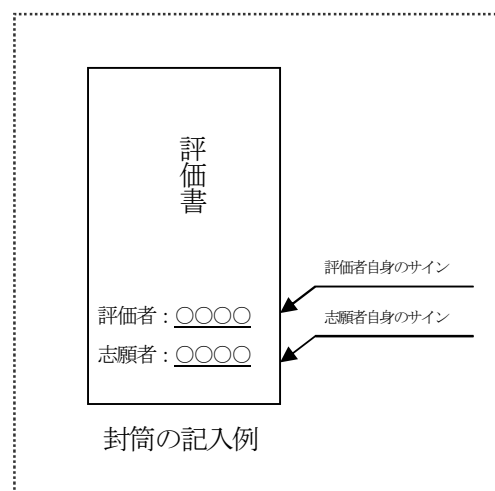 評価書
評価者自身のサイン
評価者：○○○○
志願者自身のサイン
志願者：○○○○
封筒の記入例